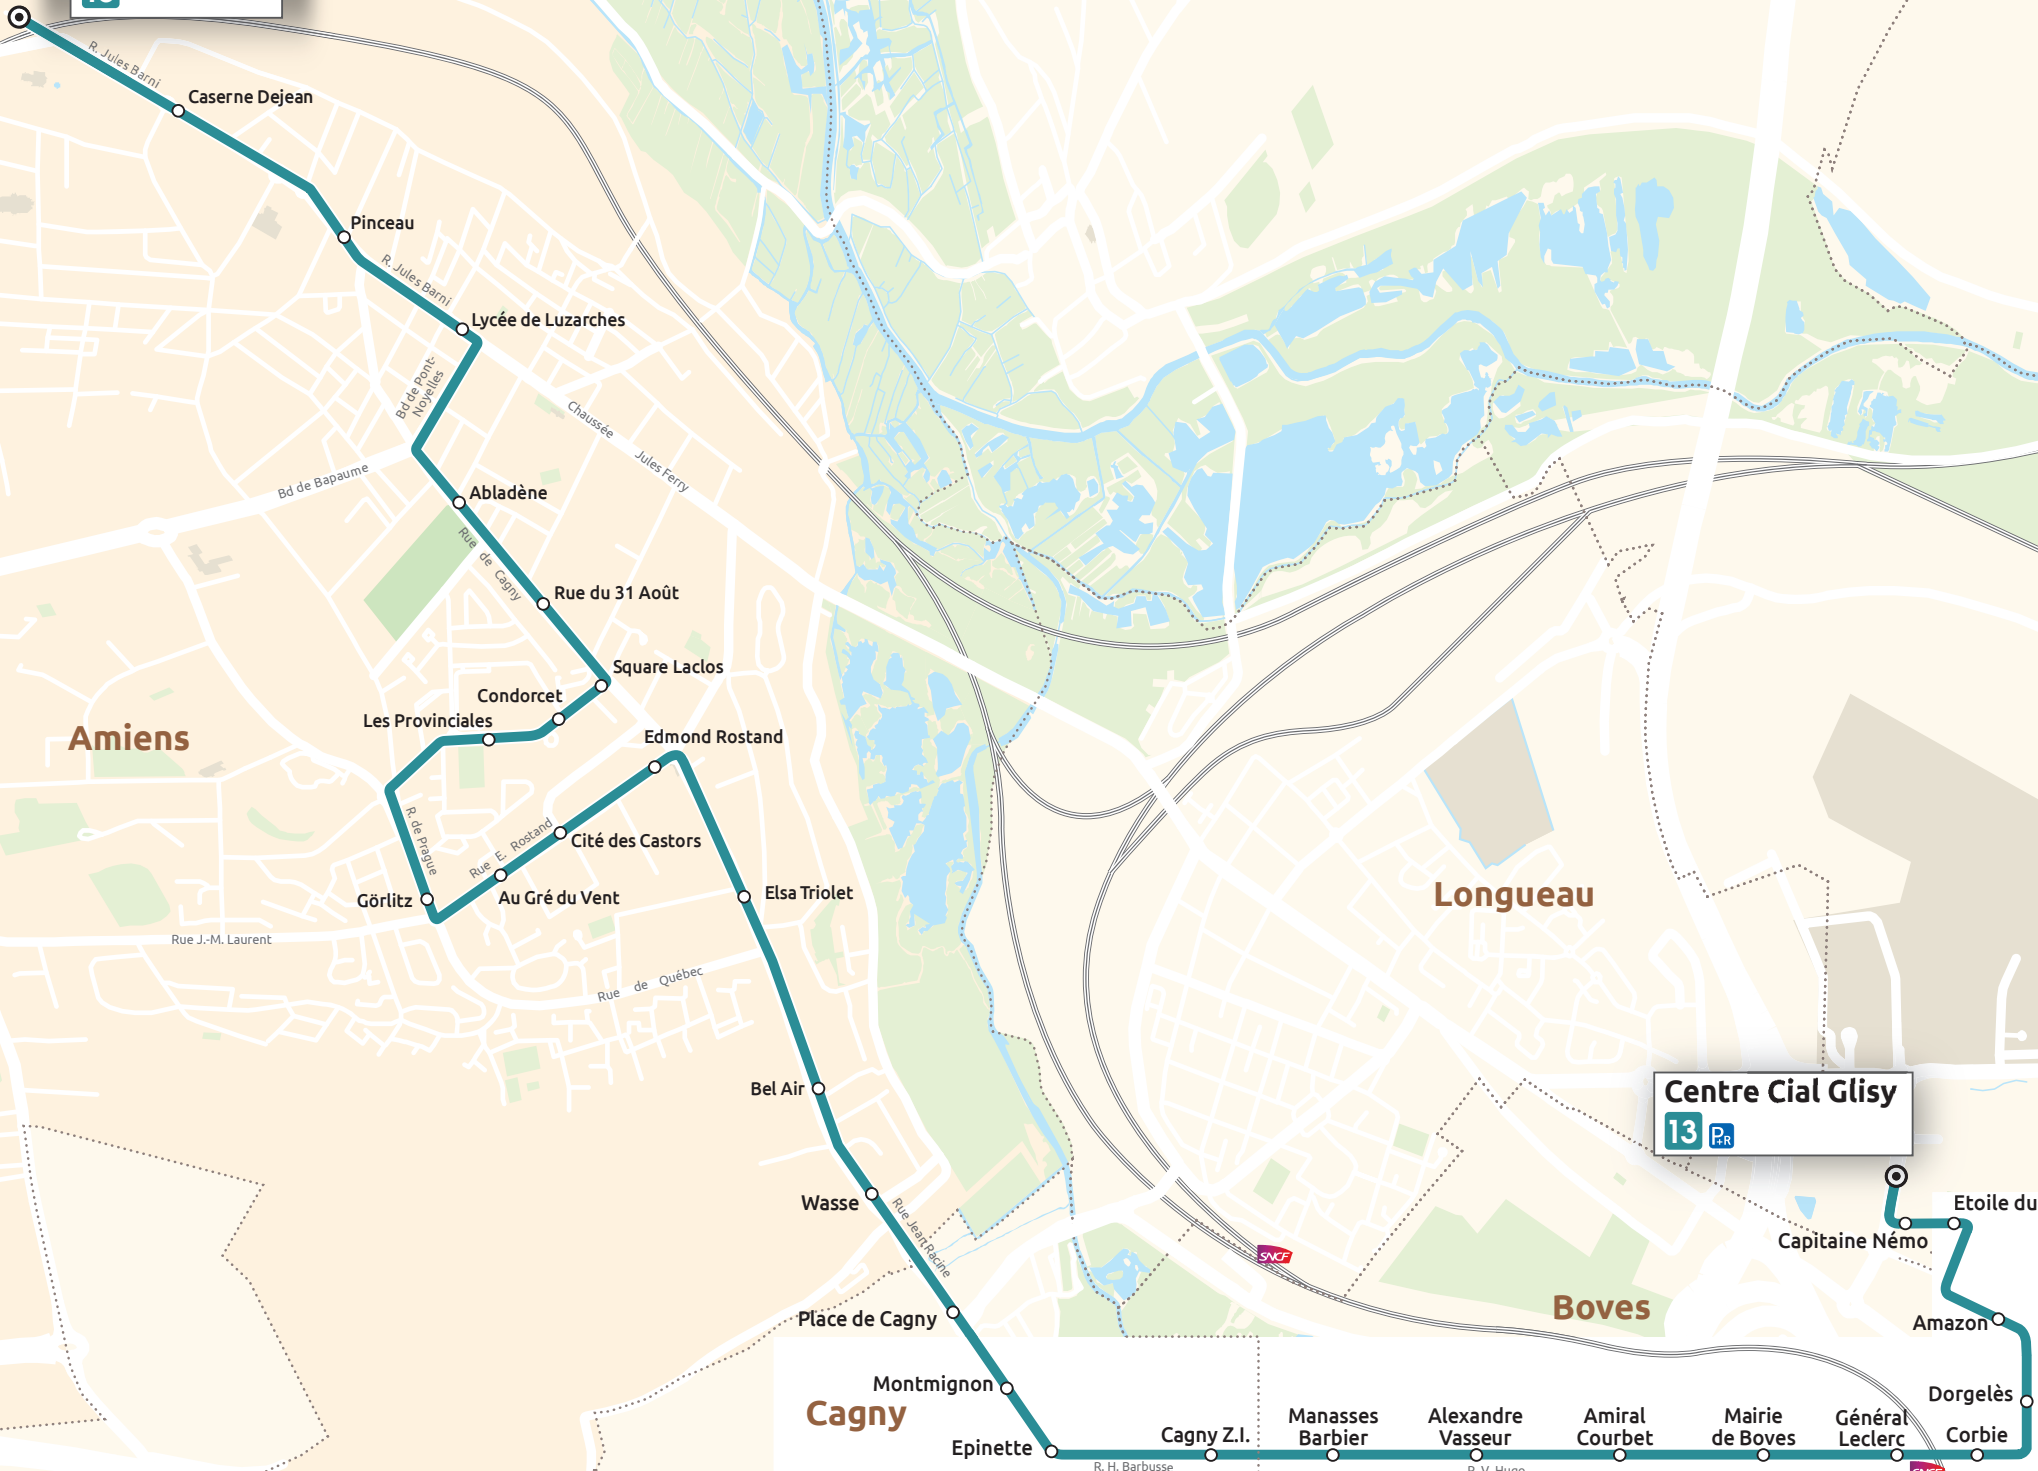 R. Jules Barni
Caserne Dejean
Pinceau
R. Jules Barni
Lycée de Luzarches
Bd de Pont-
Noyelles
Chaussée Jules Ferry
Bd de Bapaume
Abladène
Rue de Cagny
Rue du 31 Août
Square Laclos
Condorcet
Les Provinciales
Amiens
Edmond Rostand
R. de Prague
Rue E. Rostand
Cité des Castors
Görlitz
Au Gré du Vent
Elsa Triolet
Longueau
Rue J.-M. Laurent
Rue de Québec
Bel Air
Centre Cial Glisy
13 P+R
Wasse
Rue Jean Racine
Etoile du
Capitaine Némo
SNCF
Boves
Place de Cagny
Amazon
Montmignon
Cagny
Dorgelès
Epinette
Cagny Z.I.
Manasses
Barbier
Alexandre
Vasseur
Amiral
Courbet
Mairie
de Boves
Général
Leclerc
Corbie
R. H. Barbusse
R. V. Hugo